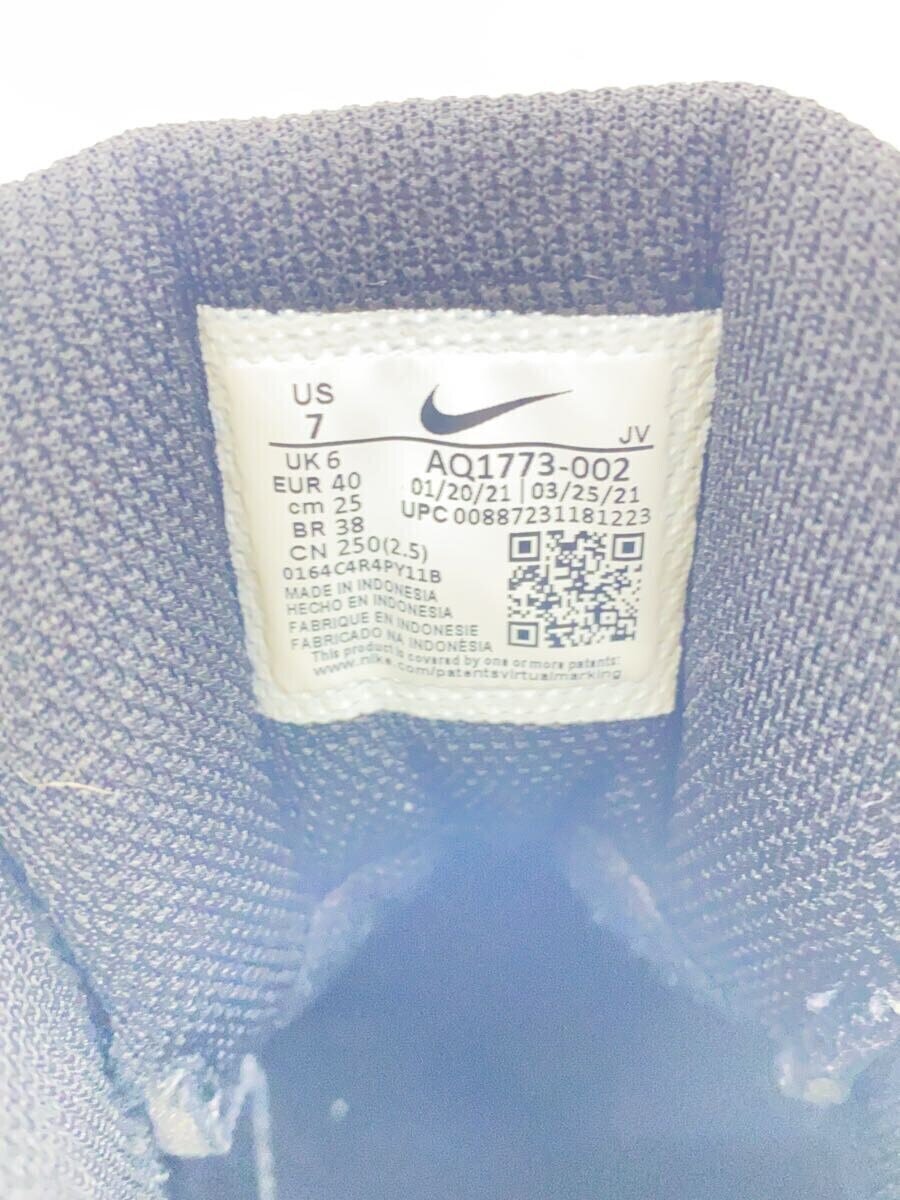 US
7
JV
UK 6
EUR 40
cm 25
BR 38
CN 250(2.5)
AQ1773-002
01/20/21 | 03/25/21
UPC 00887231181223
0164C4R4PY11B
MADE IN INDONESIA
HECHO EN INDONESIA
FABRIQUE EN INDONESIE
FABRICADO NA INDONÈSIA
This product is covered by one or more patents:
www.nike.com/patentsvirtualmarking